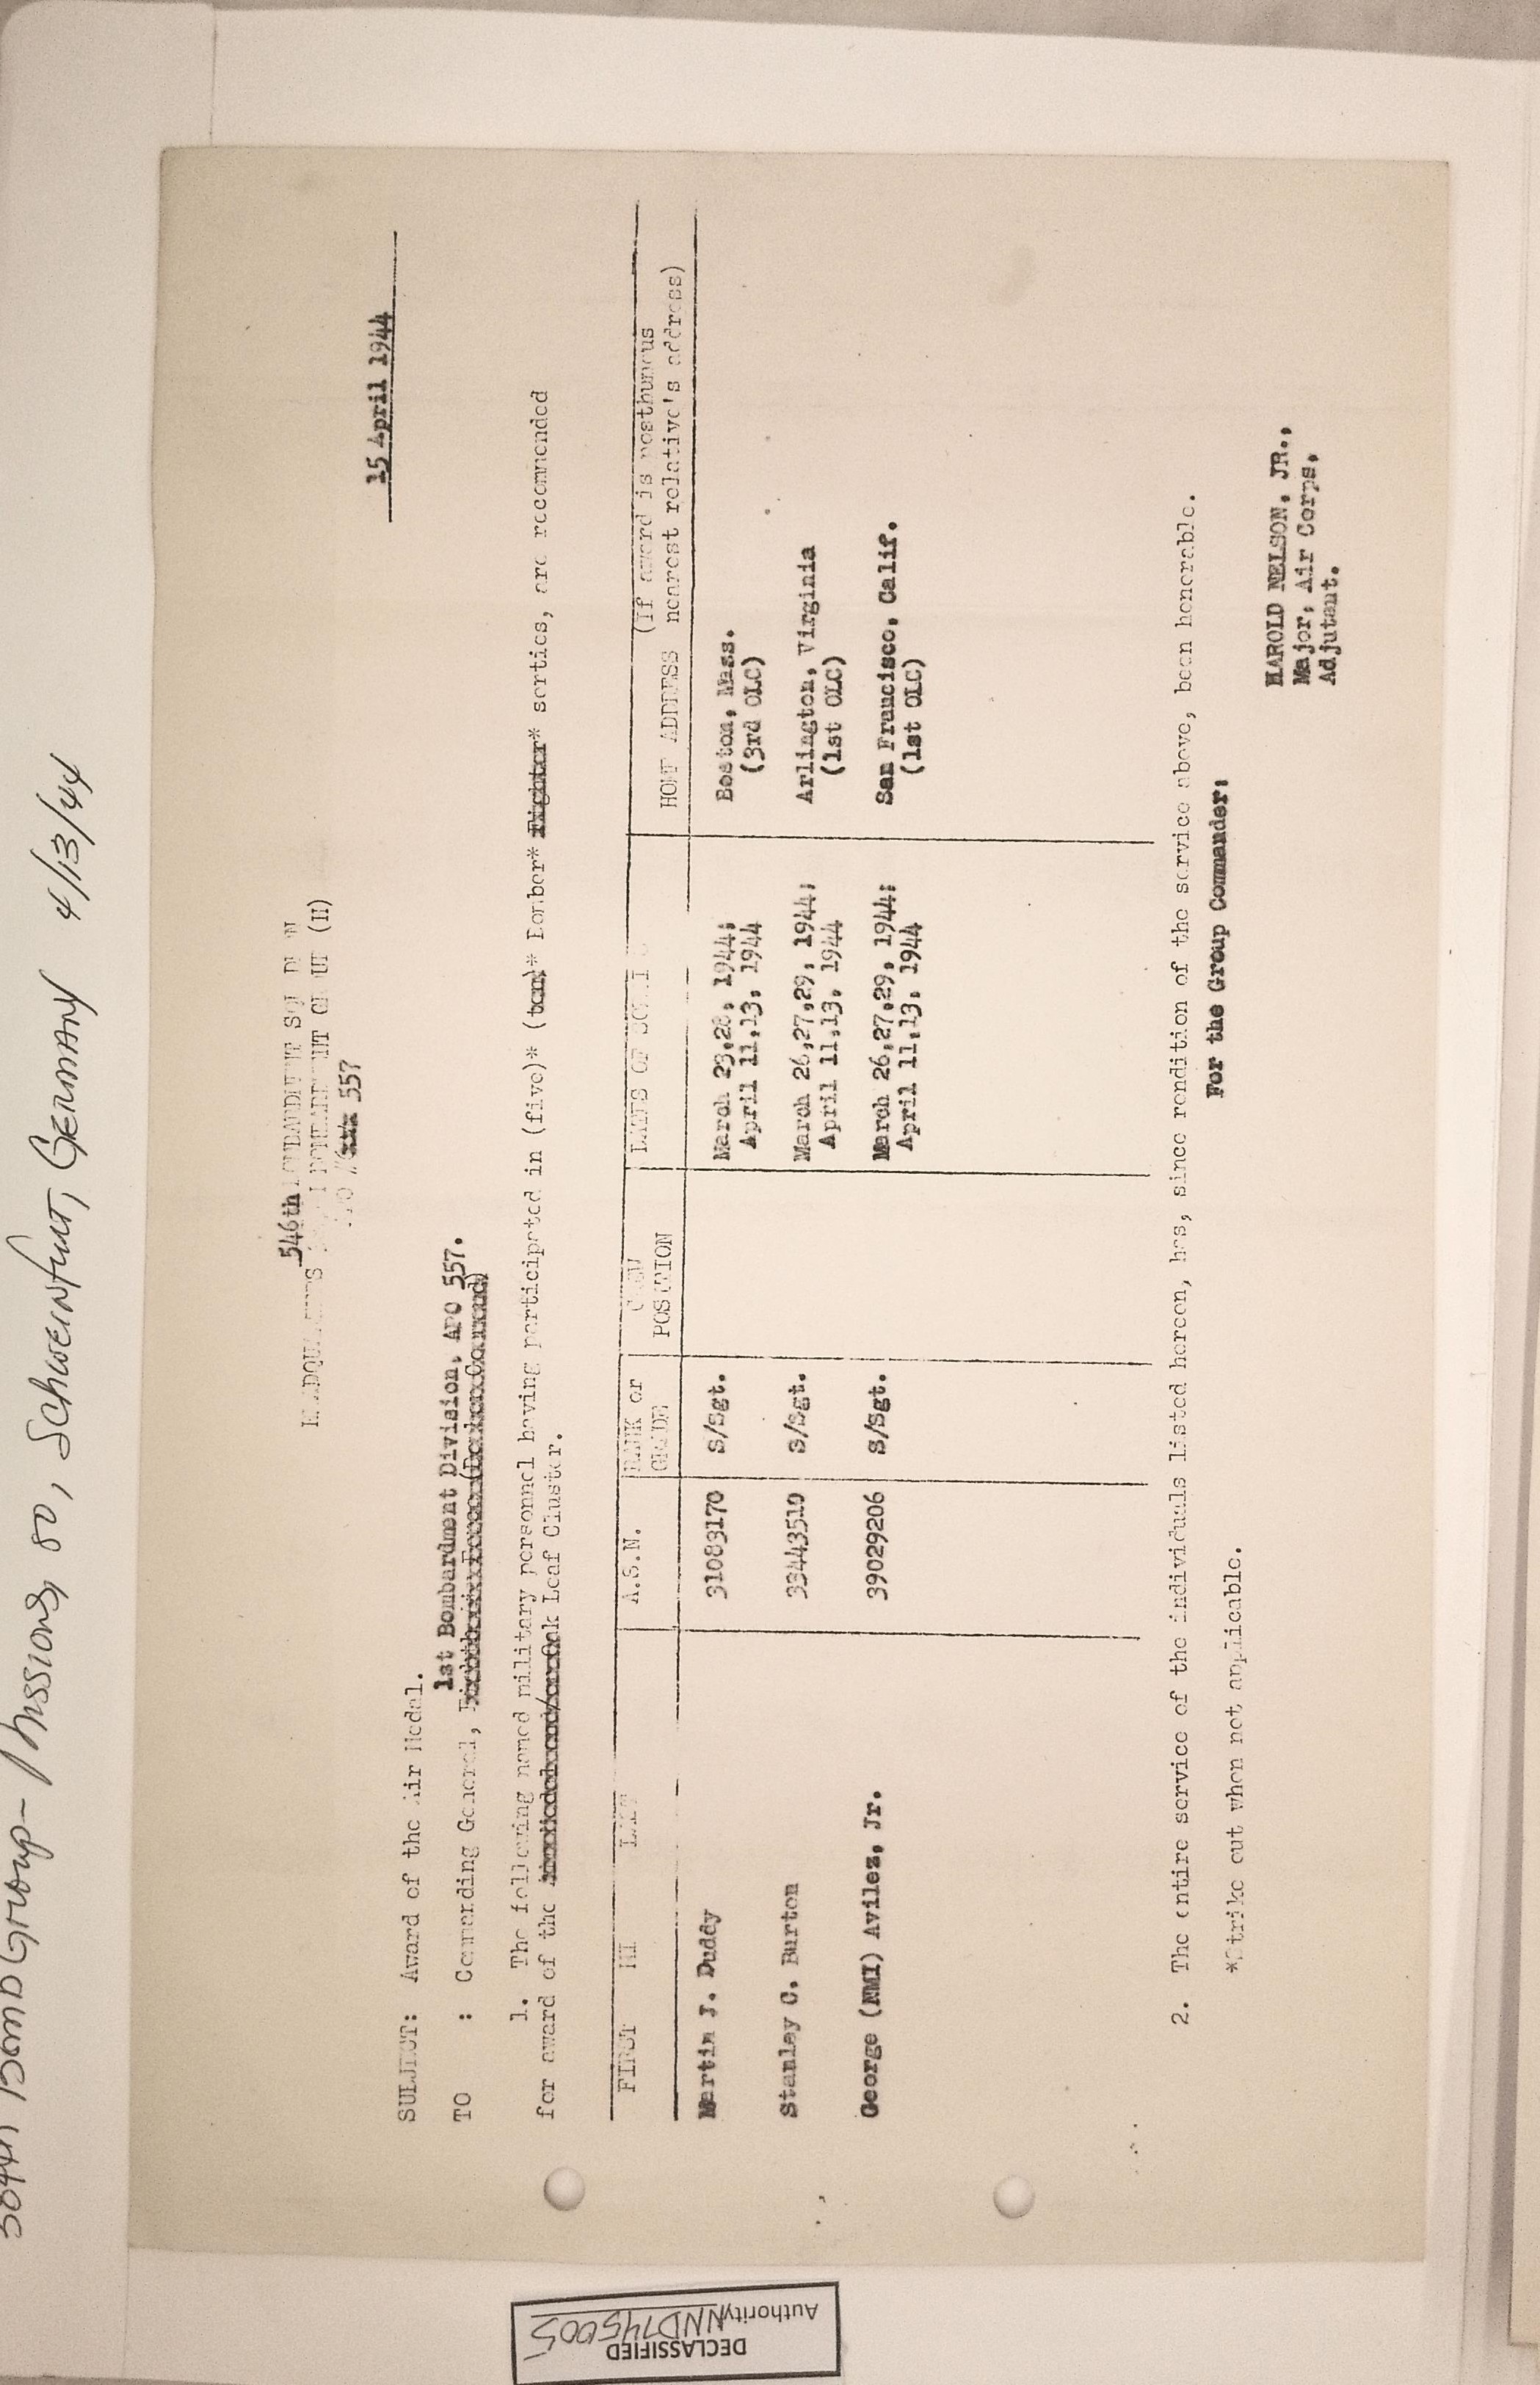 384th Bomb Group- Missions, 80, Schweinfurt, Germany 4/13/44
546th
HEADQUARTERS
BOMBARDMENT GROUP (H)
APO 557
15 April 1944
SUBJECT: Award of the Air Medal.
1st Bombardment Division, APO 557.
TO : Commanding General,
1. The following named military personnel having participated in (five)* (ten)* Bomber* Fighter* sorties, are recommended
for award of the Oak Leaf Cluster.
FIRST MI LAST A.S.N. RANK or GRADE CREW POSITION DATES OF HOME ADDRESS (If award is posthumous
nearest relative's address)
Martin J. Duddy 31083170 S/Sgt. March 23,28, 1944; Boston, Mass.
April 11,13, 1944 (3rd OLC)
Stanley C. Burton 33443519 S/Sgt. March 26,27,29, 1944; Arlington, Virginia
April 11,13, 1944 (1st OLC)
George (NMI) Avilez, Jr. 39029206 S/Sgt. March 26,27,29, 1944; San Francisco, Calif.
April 11,13, 1944 (1st OLC)
2. The entire service of the individuals listed hereon, has, since rendition of the service above, been honorable.
For the Group Commander:
*Strike out when not applicable.
HAROLD NELSON, JR.,
Major, Air Corps,
Adjutant.
DECLASSIFIED
Authority NND745005